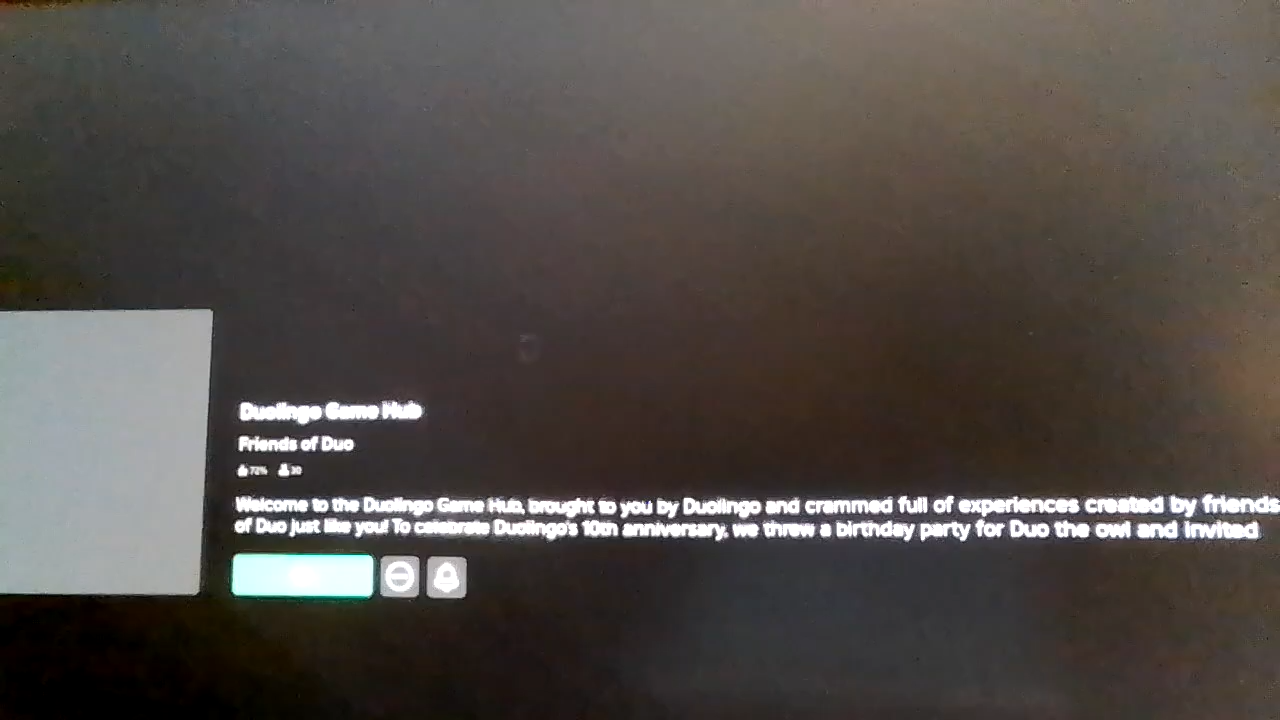 Duolingo Game Hub
Friends of Duo
72% 30
Welcome to the Duolingo Game Hub, brought to you by Duolingo and crammed full of experiences created by friends
of Duo just like you! To celebrate Duolingo's 10th anniversary, we threw a birthday party for Duo the owl and invited